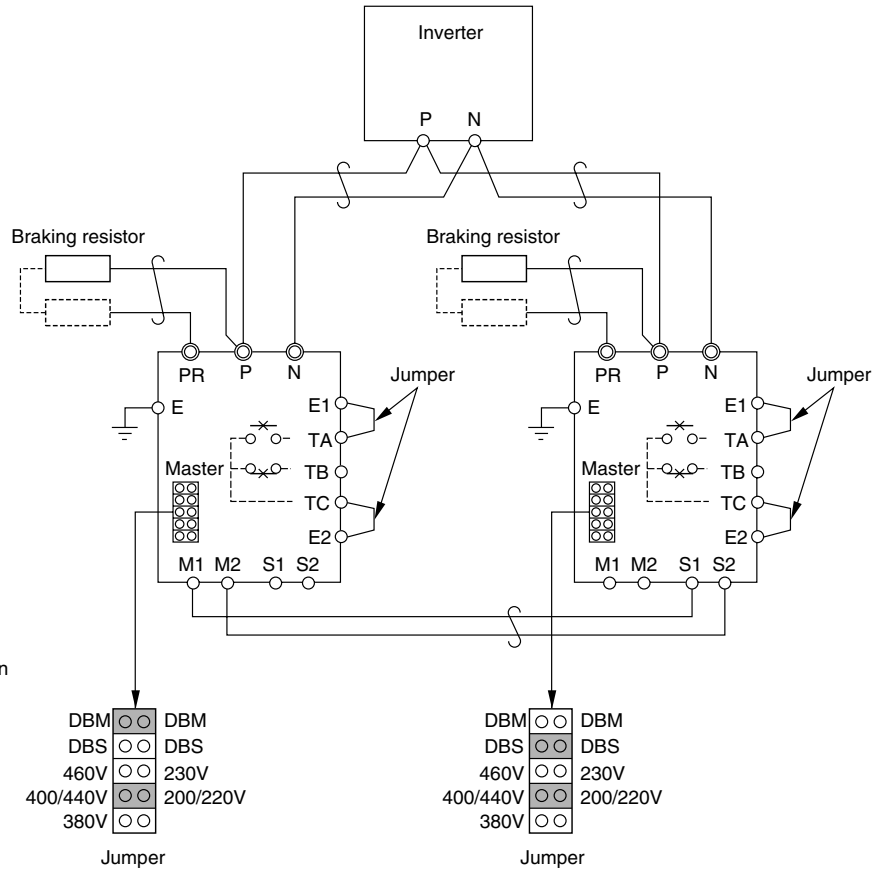 Inverter
P N
Braking resistor
Braking resistor
PR P N
PR P N
Jumper
Jumper
E
E1
TA
TB
TC
E2
Master
M1 M2 S1 S2
E
E1
TA
TB
TC
E2
Master
M1 M2 S1 S2
n
DBM DBM
DBS DBS
460V 230V
400/440V 200/220V
380V
Jumper
DBM DBM
DBS DBS
460V 230V
400/440V 200/220V
380V
Jumper